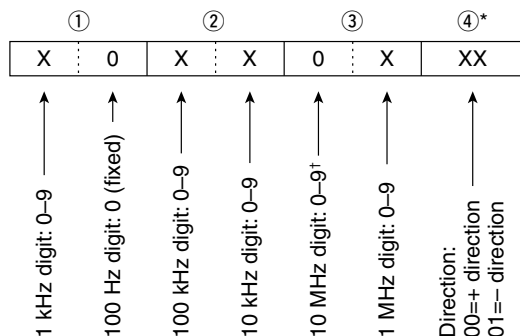 ① ② ③ ④*
X 0 X X 0 X XX
1 kHz digit: 0–9
100 Hz digit: 0 (fixed)
100 kHz digit: 0–9
10 kHz digit: 0–9
10 MHz digit: 0–9†
1 MHz digit: 0–9
Direction:
00=+ direction
01=– direction